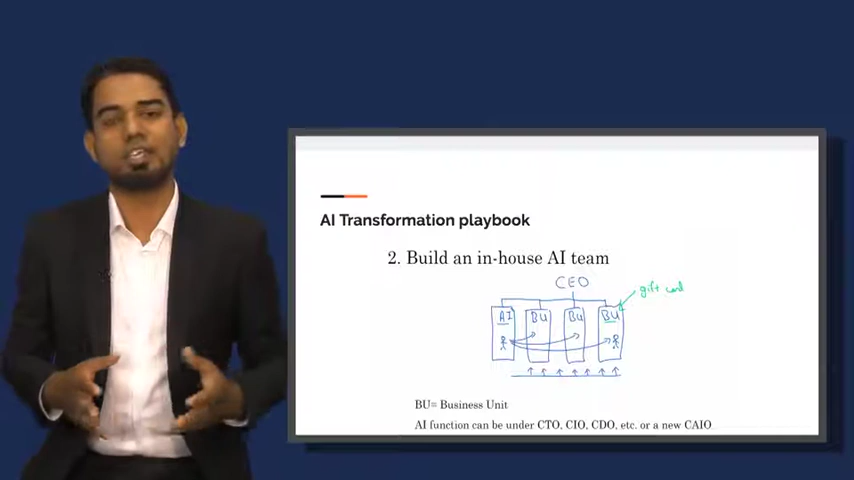 AI Transformation playbook
2. Build an in-house AI team
CEO
gift card
AI BU BU BU
BU= Business Unit
AI function can be under CTO, CIO, CDO, etc. or a new CAIO